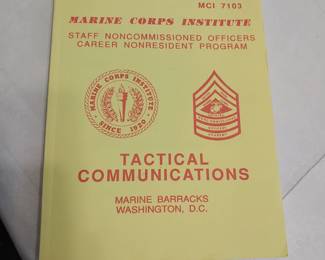 MCI 7103
MARINE CORPS INSTITUTE
STAFF NONCOMMISSIONED OFFICERS
CAREER NONRESIDENT PROGRAM
MARINE CORPS INSTITUTE
SINCE 1920
TACTICAL
COMMUNICATIONS
MARINE BARRACKS
WASHINGTON, D.C.